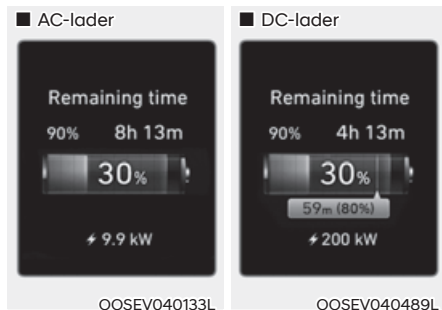 ■ AC-lader
Remaining time
90% 8h 13m
30%
⚡ 9.9 kW
OOSEV040133L
■ DC-lader
Remaining time
90% 4h 13m
30%
59m (80%)
⚡ 200 kW
OOSEV040489L